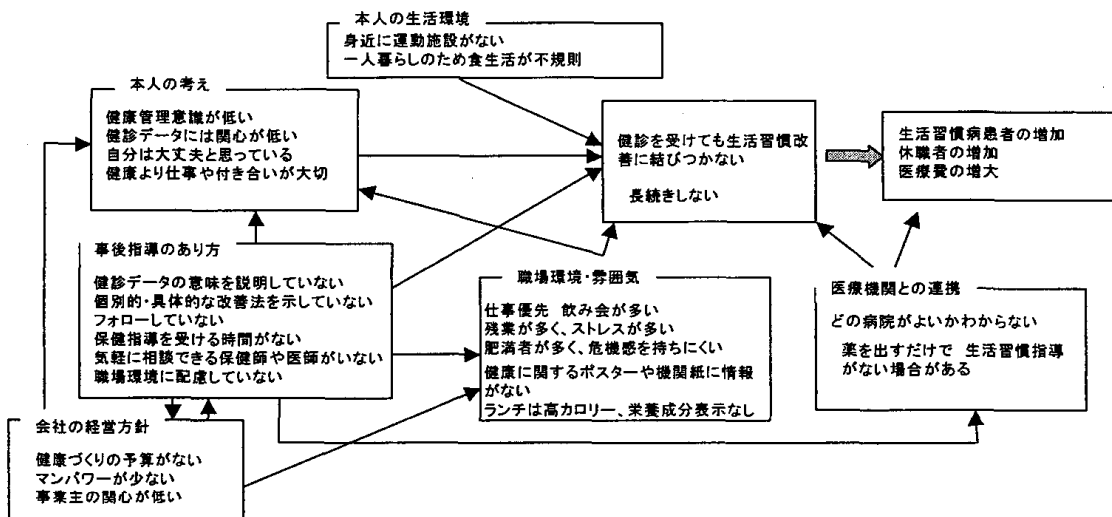 本人の生活環境
身近に運動施設がない
一人暮らしのため食生活が不規則
本人の考え
健康管理意識が低い
健診データには関心が低い
自分は大丈夫と思っている
健康より仕事や付き合いが大切
健診を受けても生活習慣改
善に結びつかない
長続きしない
生活習慣病患者の増加
休職者の増加
医療費の増大
事後指導のあり方
健診データの意味を説明していない
個別的・具体的な改善法を示していない
フォローしていない
保健指導を受ける時間がない
気軽に相談できる保健師や医師がいない
職場環境に配慮していない
職場環境・雰囲気
仕事優先 飲み会が多い
残業が多く、ストレスが多い
肥満者が多く、危機感を持ちにくい
健康に関するポスターや機関紙に情報
がない
ランチは高カロリー、栄養成分表示なし
医療機関との連携
どの病院がよいかわからない
薬を出すだけで 生活習慣指導
がない場合がある
会社の経営方針
健康づくりの予算がない
マンパワーが少ない
事業主の関心が低い